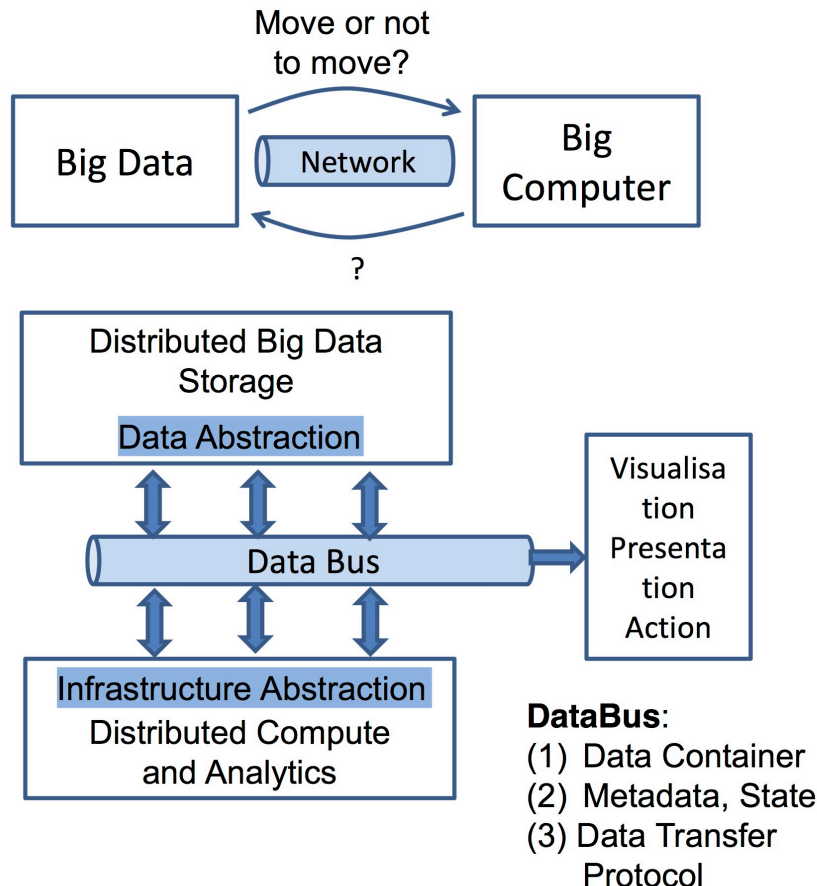 Move or not
to move?
Big Data
Network
Big
Computer
?
Distributed Big Data
Storage
Data Abstraction
Data Bus
Visualisa
tion
Presenta
tion
Action
Infrastructure Abstraction
Distributed Compute
and Analytics
DataBus:
(1) Data Container
(2) Metadata, State
(3) Data Transfer
Protocol